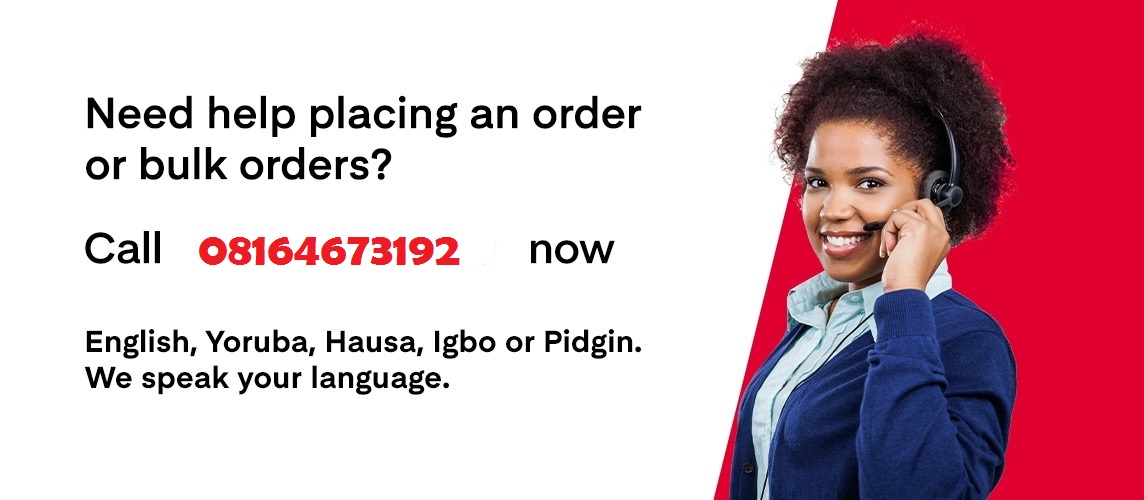 Need help placing an order
or bulk orders?
Call 08164673192 now
English, Yoruba, Hausa, Igbo or Pidgin.
We speak your language.